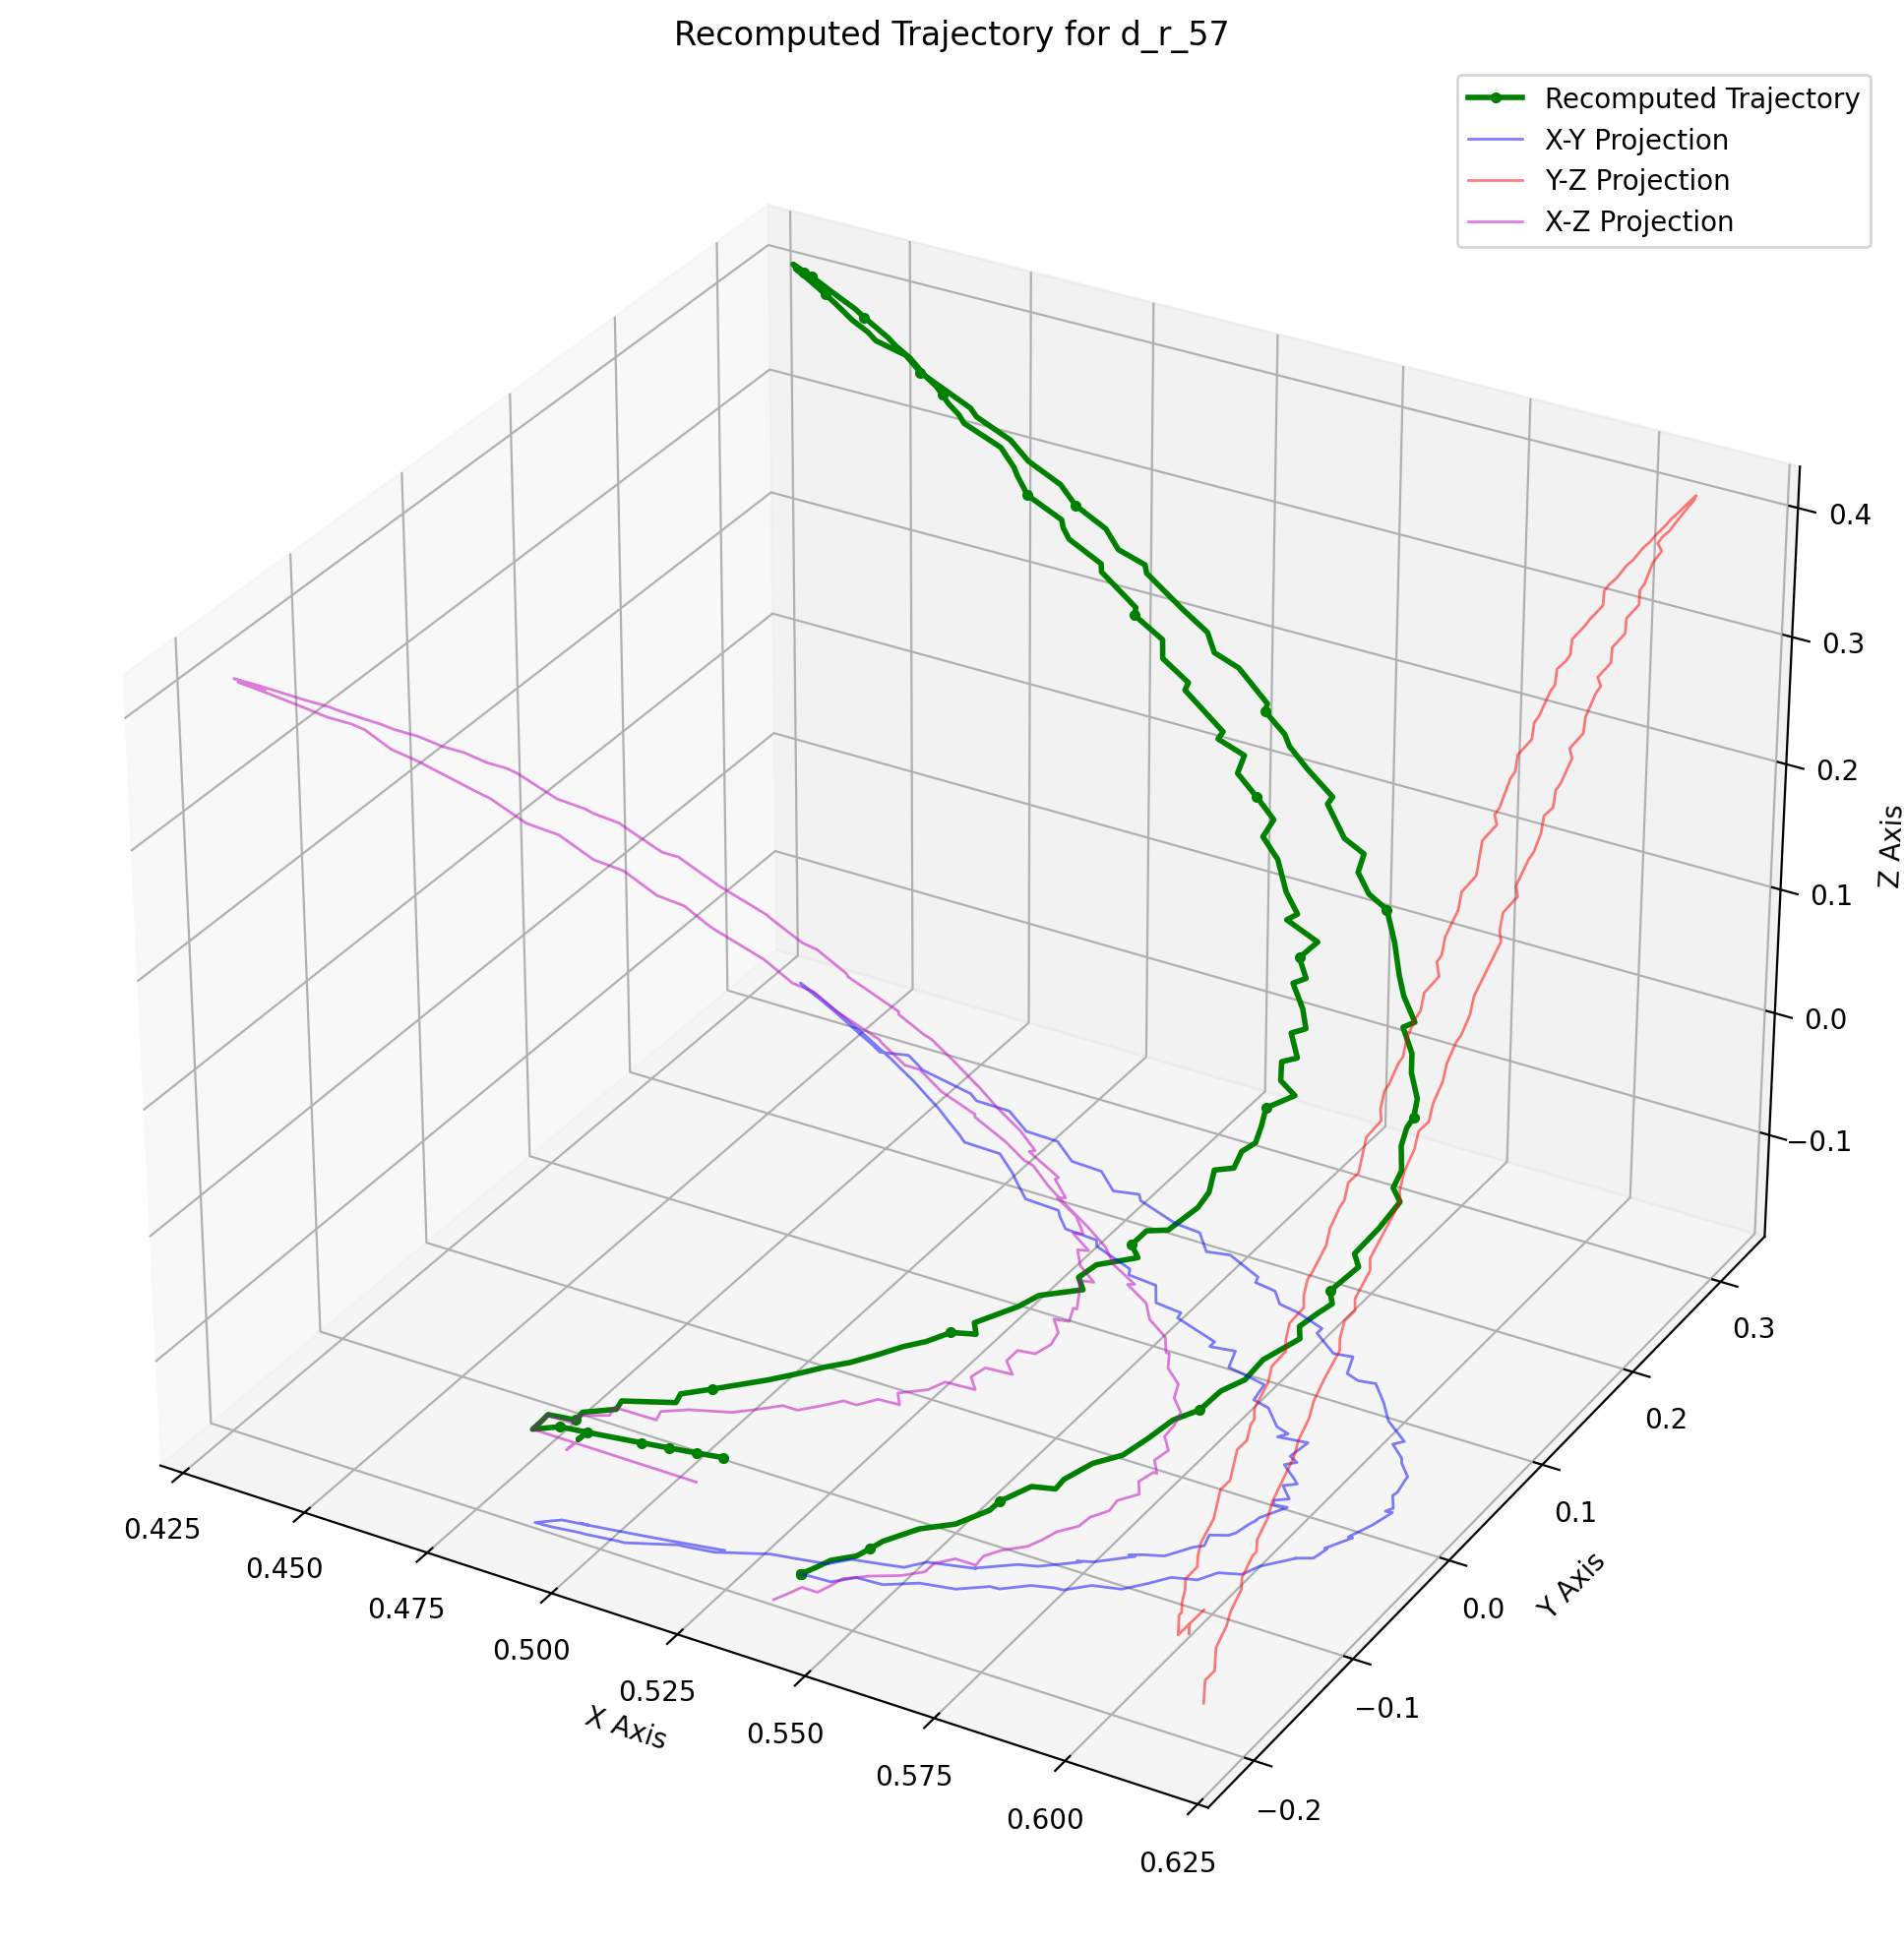 Recomputed Trajectory for d_r_57
Recomputed Trajectory
X-Y Projection
Y-Z Projection
X-Z Projection
0.4
0.3
0.2
0.1
0.0
−0.1
Z Axis
0.3
0.2
0.1
0.0
−0.1
−0.2
Y Axis
0.425
0.450
0.475
0.500
0.525
0.550
0.575
0.600
0.625
X Axis